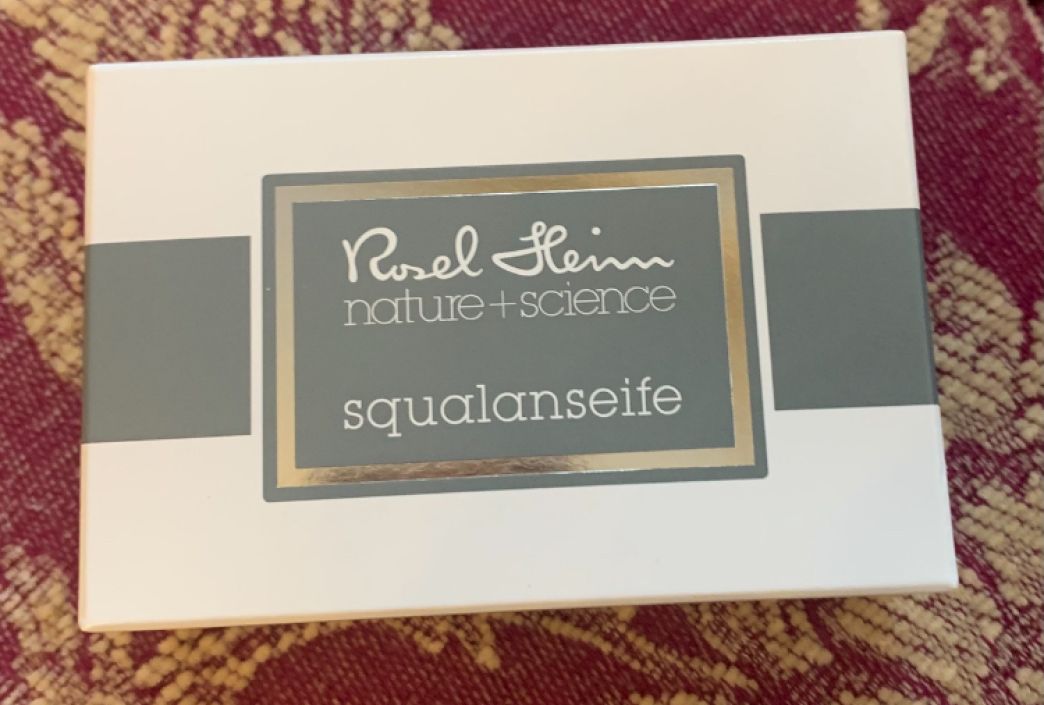 Rosel Heim
nature+science
squalanseife